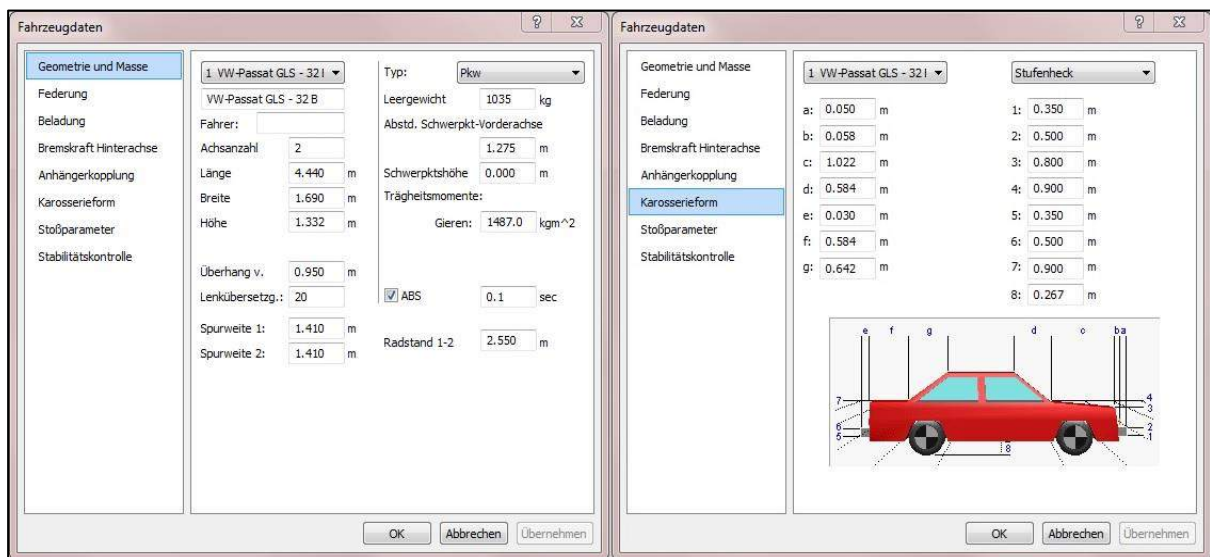 Fahrzeugdaten
Geometrie und Masse
Federung
Beladung
Bremskraft Hinterachse
Anhängerkopplung
Karosserieform
Stoßparameter
Stabilitätskontrolle
1 VW-Passat GLS - 32 I
VW-Passat GLS - 32 B
Fahrer:
Achsanzahl 2
Länge 4.440 m
Breite 1.690 m
Höhe 1.332 m
Überhang v. 0.950 m
Lenkübersetzg.: 20
Spurweite 1: 1.410 m
Spurweite 2: 1.410 m
Typ: Pkw
Leergewicht 1035 kg
Abstd. Schwerpkt-Vorderachse
1.275 m
Schwerpktshöhe 0.000 m
Trägheitsmomente:
Gieren: 1487.0 kgm^2
ABS 0.1 sec
Radstand 1-2 2.550 m
OK Abbrechen Übernehmen
Fahrzeugdaten
Geometrie und Masse
Federung
Beladung
Bremskraft Hinterachse
Anhängerkopplung
Karosserieform
Stoßparameter
Stabilitätskontrolle
1 VW-Passat GLS - 32 I
Stufenheck
a: 0.050 m
b: 0.058 m
c: 1.022 m
d: 0.584 m
e: 0.030 m
f: 0.584 m
g: 0.642 m
1: 0.350 m
2: 0.500 m
3: 0.800 m
4: 0.900 m
5: 0.350 m
6: 0.500 m
7: 0.900 m
8: 0.267 m
e f g d c b a
7 4
3
6 2
5 1
8
OK Abbrechen Übernehmen